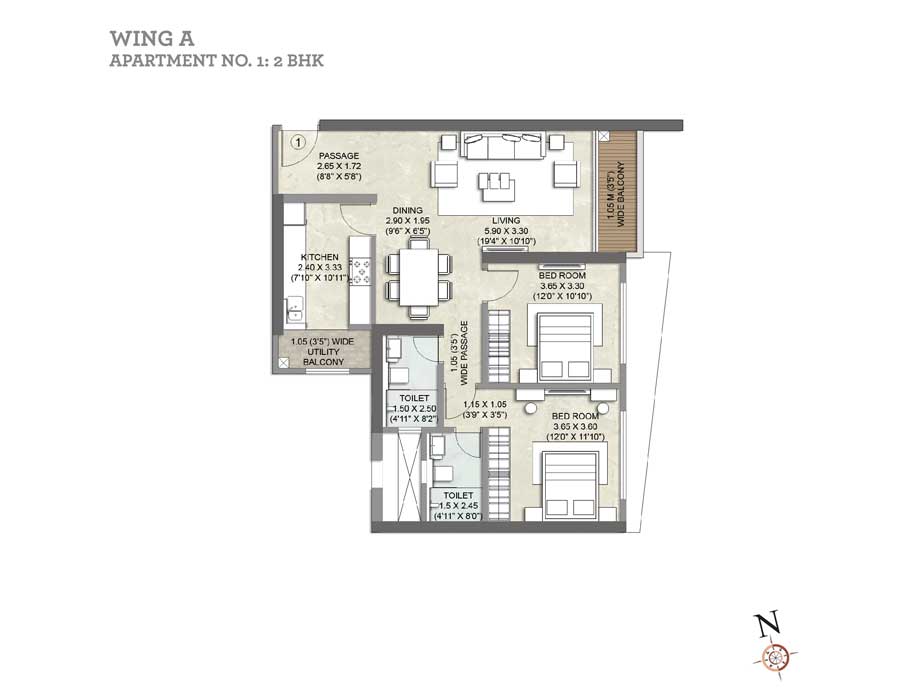 WING A
APARTMENT NO. 1: 2 BHK
1
PASSAGE
2.65 X 1.72
(8'8" X 5'8")
1.05 M (3'5")
WIDE BALCONY
DINING
2.90 X 1.95
(9'6" X 6'5")
LIVING
5.90 X 3.30
(19'4" X 10'10")
KITCHEN
2.40 X 3.33
(7'10" X 10'11")
BED ROOM
3.65 X 3.30
(12'0" X 10'10")
1.05 (3'5") WIDE
UTILITY
BALCONY
1.05 (3'5")
WIDE PASSAGE
TOILET
1.50 X 2.50
(4'11" X 8'2")
1.15 X 1.05
(3'9" X 3'5")
BED ROOM
3.65 X 3.60
(12'0" X 11'10")
TOILET
1.5 X 2.45
(4'11" X 8'0")
N